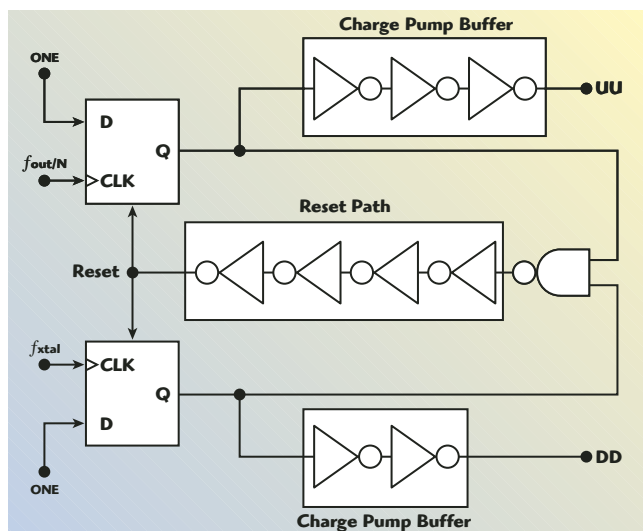 Charge Pump Buffer
ONE
UU
D
Q
fout/N
CLK
Reset Path
Reset
fxtal
CLK
Q
D
DD
ONE
Charge Pump Buffer